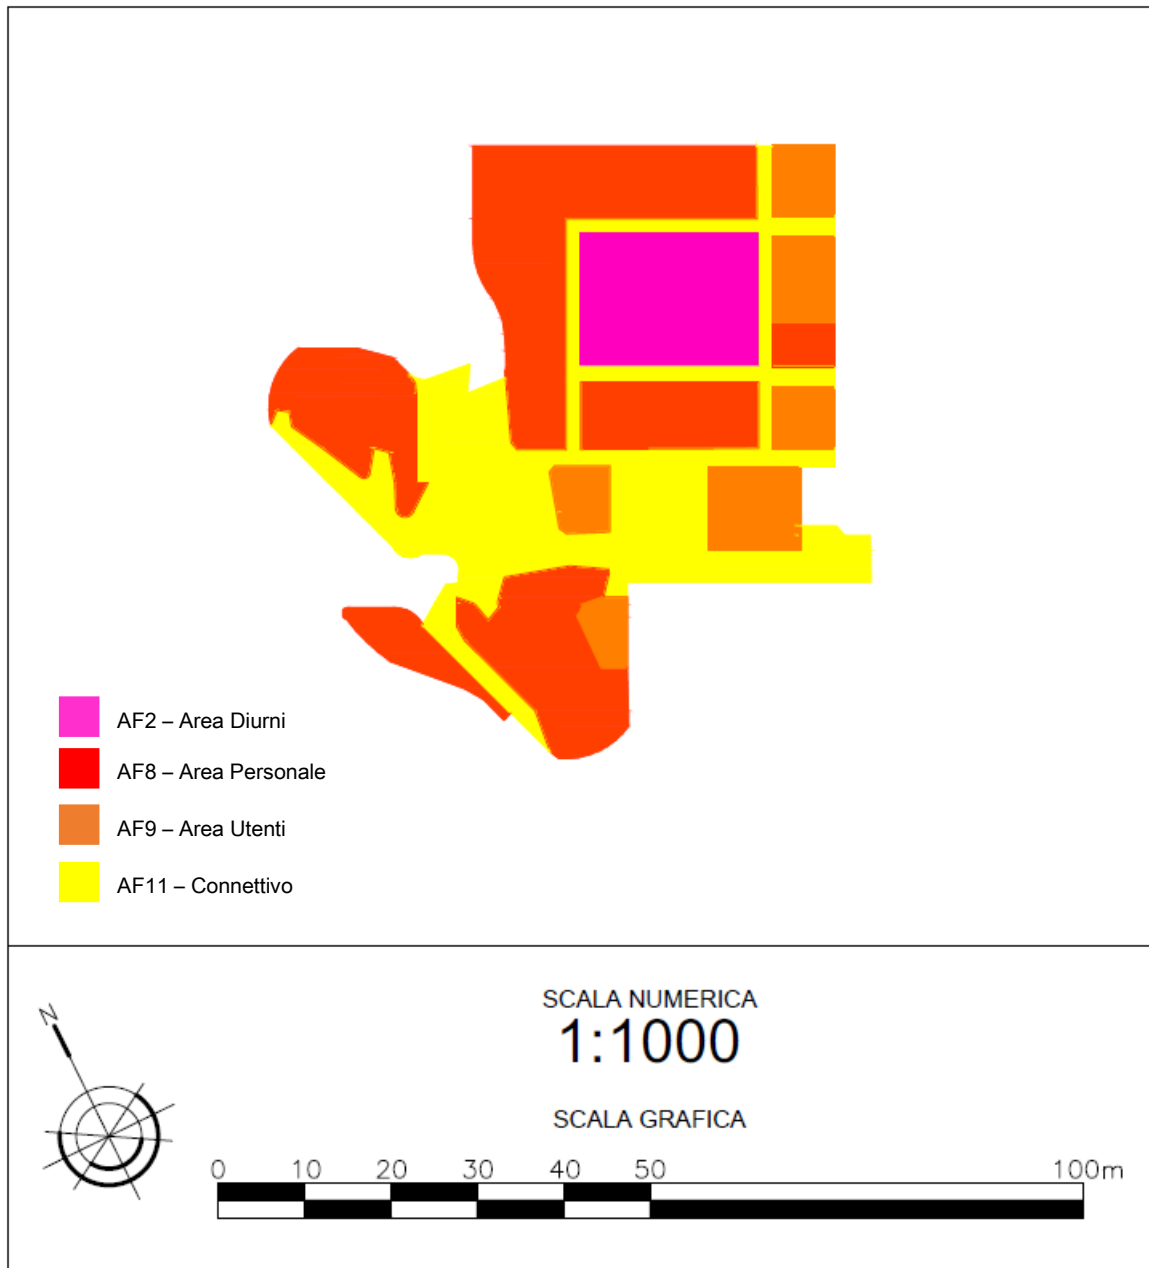 AF2 – Area Diurni
AF8 – Area Personale
AF9 – Area Utenti
AF11 – Connettivo
N
SCALA NUMERICA
1:1000
SCALA GRAFICA
0 10 20 30 40 50 100m